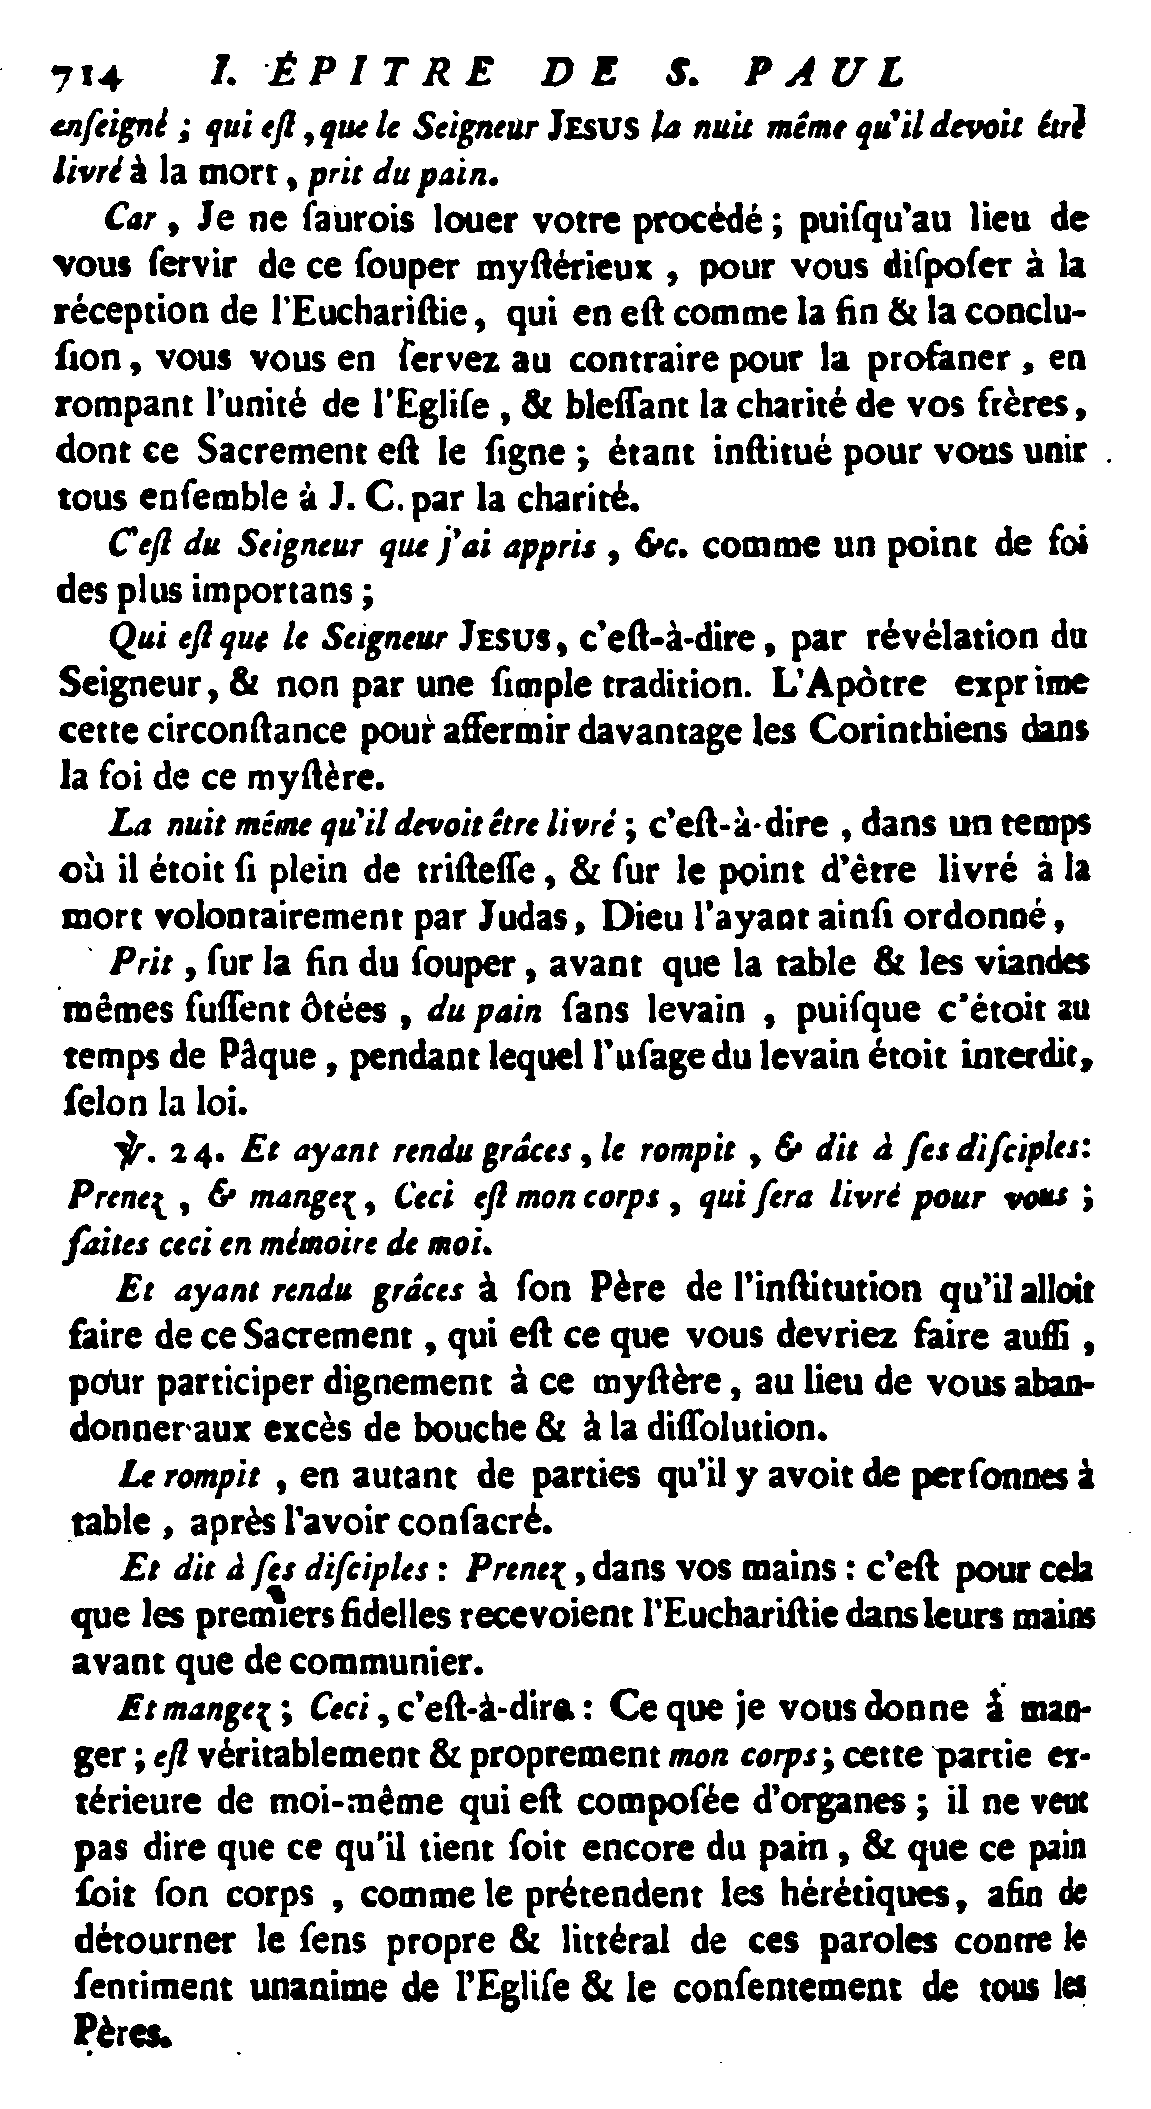 714 I. ÉPITRE DE S. PAUL
enſeigné ; qui eſt , que le Seigneur JESUS la nuit même qu'il devoit être
livré à la mort , prit du pain.
Car , Je ne ſaurois louer votre procédé ; puiſqu'au lieu de
vous ſervir de ce ſouper myſtérieux , pour vous diſpoſer à la
réception de l'Euchariſtie , qui en eſt comme la fin & la conclu-
ſion , vous vous en ſervez au contraire pour la profaner , en
rompant l'unité de l'Egliſe , & bleſſant la charité de vos frères ,
dont ce Sacrement eſt le ſigne ; étant inſtitué pour vous unir
tous enſemble à J. C. par la charité.
C'eſt du Seigneur que j'ai appris , &c. comme un point de foi
des plus importans ;
Qui eſt que le Seigneur JESUS, c'eſt-à-dire , par révélation du
Seigneur , & non par une ſimple tradition. L'Apòtre exprime
cette circonſtance pour affermir davantage les Corinthiens dans
la foi de ce myſtère.
La nuit même qu'il devoit être livré ; c'eſt-à-dire , dans un temps
où il étoit ſi plein de triſteſſe , & ſur le point d'être livré à la
mort volontairement par Judas , Dieu l'ayant ainſi ordonné ,
Prit , ſur la fin du ſouper , avant que la table & les viandes
mêmes fuſſent ôtées , du pain ſans levain , puiſque c'étoit au
temps de Pâque , pendant lequel l'uſage du levain étoit interdit,
ſelon la loi.
℣. 24. Et ayant rendu grâces , le rompit , & dit à ſes diſciples :
Prenez , & mangez , Ceci eſt mon corps , qui ſera livré pour vous ;
faites ceci en mémoire de moi.
Et ayant rendu grâces à ſon Père de l'inſtitution qu'il alloit
faire de ce Sacrement , qui eſt ce que vous devriez faire auſſi ,
pour participer dignement à ce myſtère , au lieu de vous aban-
donner aux excès de bouche & à la diſſolution.
Le rompit , en autant de parties qu'il y avoit de perſonnes à
table , après l'avoir conſacré.
Et dit à ſes diſciples : Prenez , dans vos mains : c'eſt pour cela
que les premiers fidelles recevoient l'Euchariſtie dans leurs mains
avant que de communier.
Et mangez ; Ceci , c'eſt-à-dire : Ce que je vous donne à man-
ger ; eſt véritablement & proprement mon corps ; cette partie ex-
térieure de moi-même qui eſt compoſée d'organes ; il ne veut
pas dire que ce qu'il tient ſoit encore du pain , & que ce pain
ſoit ſon corps , comme le prétendent les hérétiques , afin de
détourner le ſens propre & littéral de ces paroles contre le
ſentiment unanime de l'Egliſe & le conſentement de tous les
Pères.